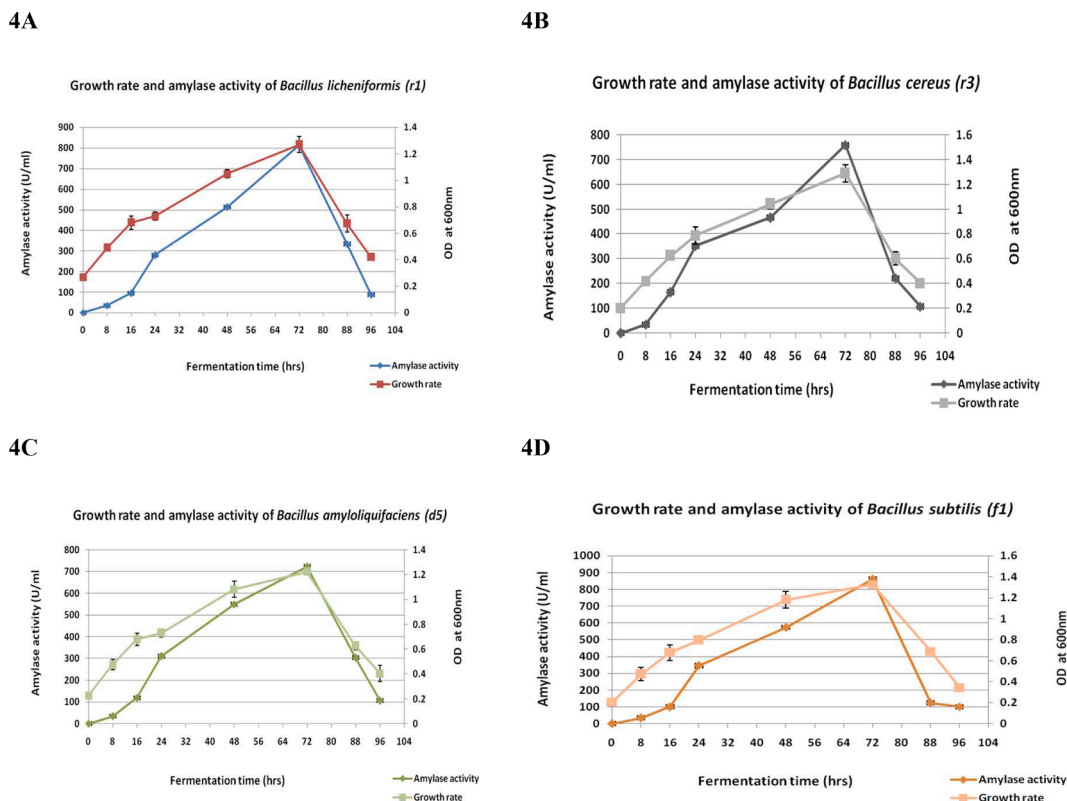 4A
Growth rate and amylase activity of Bacillus licheniformis (r1)
Amylase activity (U/ml)
900
800
700
600
500
400
300
200
100
0
1.4
1.2
1
0.8
0.6
0.4
0.2
0
OD at 600nm
0 8 16 24 32 40 48 56 64 72 80 88 96 104
Fermentation time (hrs)
Amylase activity
Growth rate
4B
Growth rate and amylase activity of Bacillus cereus (r3)
Amylase activity (U/ml)
800
700
600
500
400
300
200
100
0
1.6
1.4
1.2
1
0.8
0.6
0.4
0.2
0
OD at 600nm
0 8 16 24 32 40 48 56 64 72 80 88 96 104
Fermentation time (hrs)
Amylase activity
Growth rate
4C
Growth rate and amylase activity of Bacillus amyloliquifaciens (d5)
Amylase activity (U/ml)
800
700
600
500
400
300
200
100
0
1.4
1.2
1
0.8
0.6
0.4
0.2
0
OD at 600nm
0 8 16 24 32 40 48 56 64 72 80 88 96 104
Fermentation time (hrs)
Amylase activity
Growth rate
4D
Growth rate and amylase activity of Bacillus subtilis (f1)
Amylase activity (U/ml)
1000
900
800
700
600
500
400
300
200
100
0
1.6
1.4
1.2
1
0.8
0.6
0.4
0.2
0
OD at 600nm
0 8 16 24 32 40 48 56 64 72 80 88 96 104
Fermentation time (hrs)
Amylase activity
Growth rate